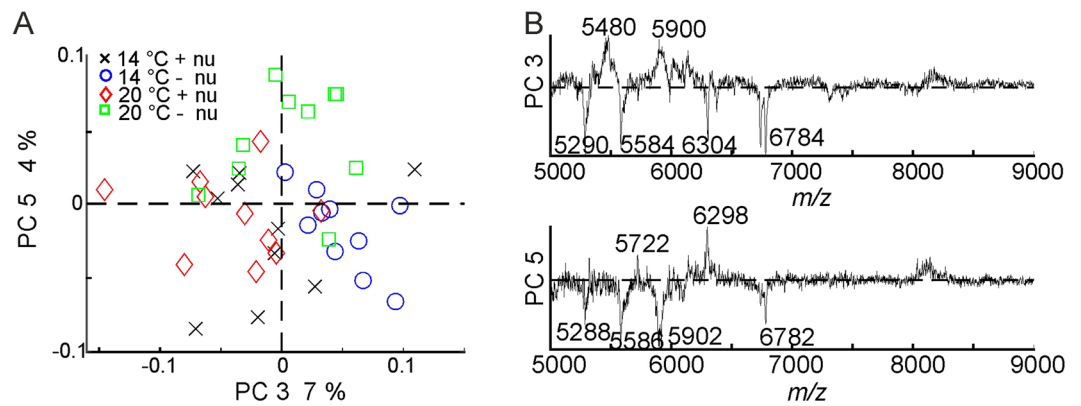 A
0.1
14 °C + nu
14 °C - nu
20 °C + nu
20 °C - nu
PC 5 4 %
0
-0.1
-0.1
0
0.1
PC 3 7 %
B
5480
5900
PC 3
5290
5584
6304
6784
5000
6000
7000
8000
9000
m/z
6298
5722
PC 5
5288
5586
5902
6782
5000
6000
7000
8000
9000
m/z